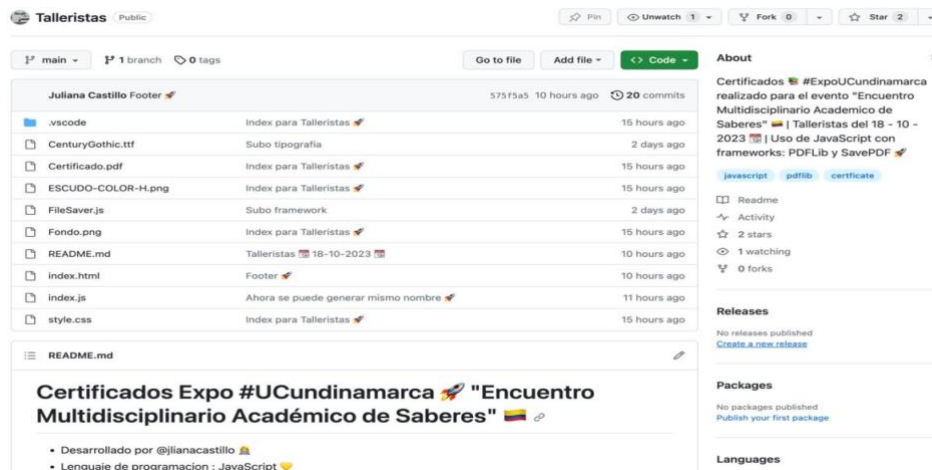 Talleristas Public
Pin
Unwatch 1
Fork 0
Star 2
main
1 branch
0 tags
Go to file
Add file
Code
Juliana Castillo Footer 🚀 575f5a5 10 hours ago 20 commits
.vscode Index para Talleristas 🚀 15 hours ago
CenturyGothic.ttf Subo tipografia 2 days ago
Certificado.pdf Index para Talleristas 🚀 15 hours ago
ESCUDO-COLOR-H.png Index para Talleristas 🚀 15 hours ago
FileSaver.js Subo framework 2 days ago
Fondo.png Index para Talleristas 🚀 15 hours ago
README.md Talleristas 📆 18-10-2023 📆 10 hours ago
index.html Footer 🚀 10 hours ago
index.js Ahora se puede generar mismo nombre 🚀 11 hours ago
style.css Index para Talleristas 🚀 15 hours ago
README.md
Certificados Expo #UCundinamarca 🚀 "Encuentro
Multidisciplinario Académico de Saberes" 🇨🇴
• Desarrollado por @jlianacastillo
• Lenguaje de programacion : JavaScript 💛
About
Certificados #ExpoUCundinamarca
realizado para el evento "Encuentro
Multidisciplinario Academico de
Saberes" 🇨🇴 | Talleristas del 18 - 10 -
2023 📆 | Uso de JavaScript con
frameworks: PDFLib y SavePDF 🚀
javascript pdflib certficate
Readme
Activity
2 stars
1 watching
0 forks
Releases
No releases published
Create a new release
Packages
No packages published
Publish your first package
Languages